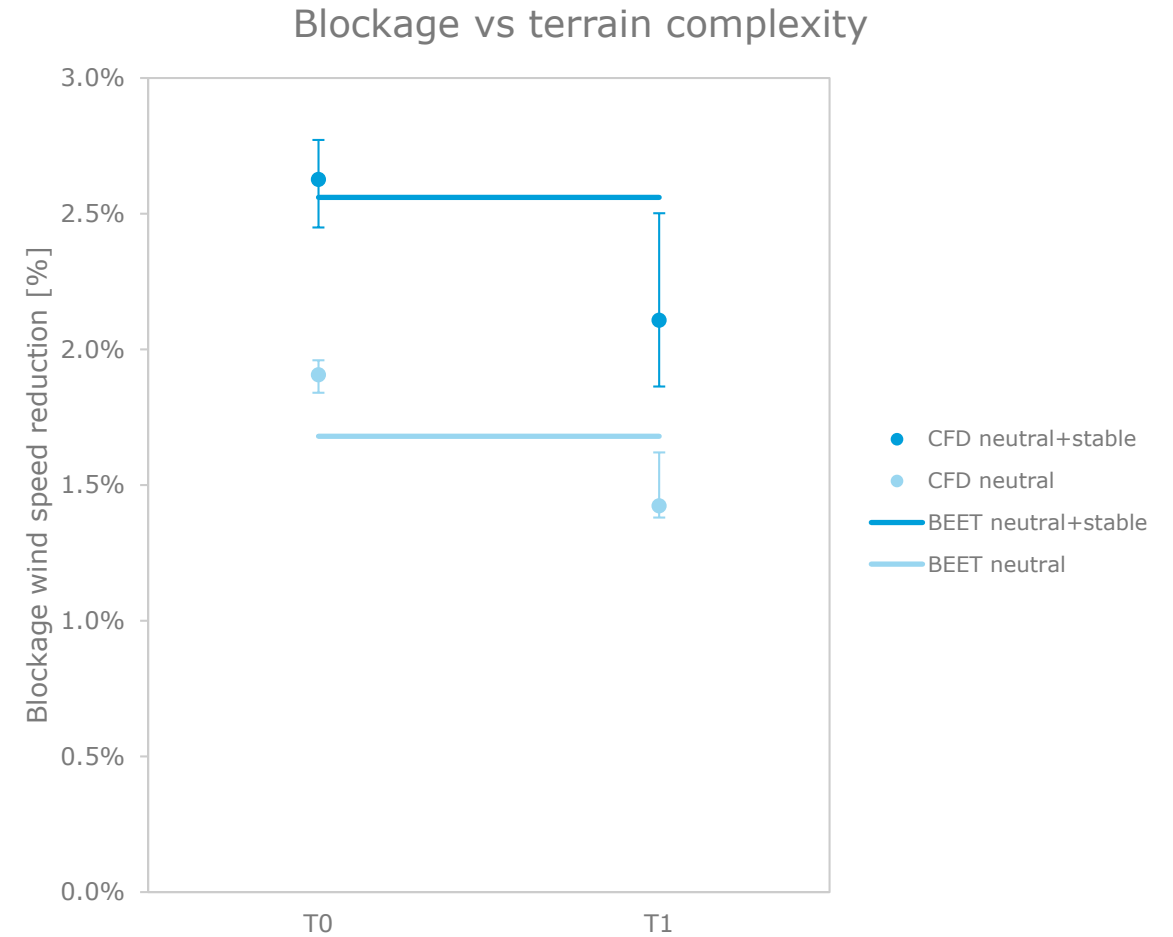 Blockage vs terrain complexity
3.0%
2.5%
2.0%
1.5%
1.0%
0.5%
0.0%
Blockage wind speed reduction [%]
T0
T1
CFD neutral+stable
CFD neutral
BEET neutral+stable
BEET neutral